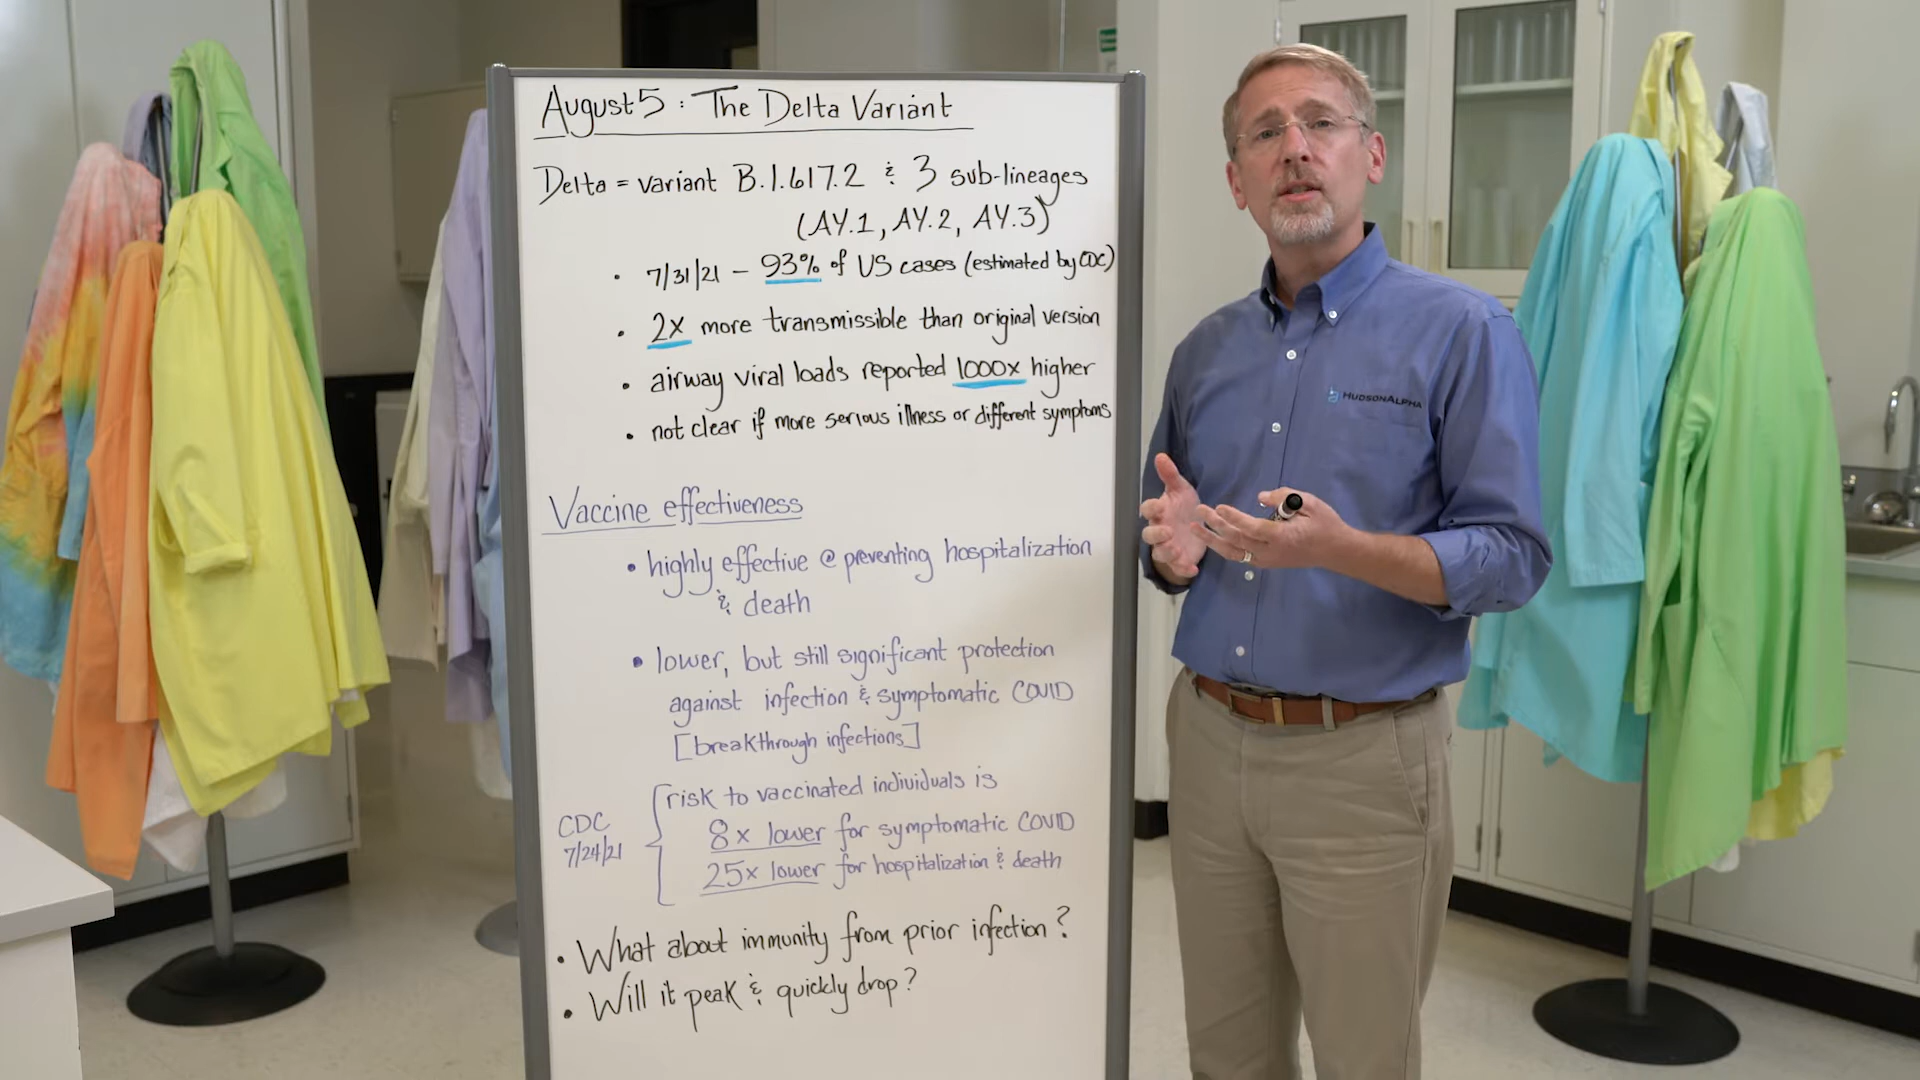 August 5 : The Delta Variant
Delta = variant B.1.617.2 & 3 sub-lineages
(AY.1, AY.2, AY.3)
• 7/31/21 – 93% of US cases (estimated by CDC)
• 2x more transmissible than original version
• airway viral loads reported 1000x higher
• not clear if more serious illness or different symptoms
Vaccine effectiveness
• highly effective @ preventing hospitalization
& death
• lower, but still significant protection
against infection & symptomatic COVID
[breakthrough infections]
CDC
7/24/21
risk to vaccinated individuals is
8x lower for symptomatic COVID
25x lower for hospitalization & death
• What about immunity from prior infection?
• Will it peak & quickly drop?
HUDSONALPHA